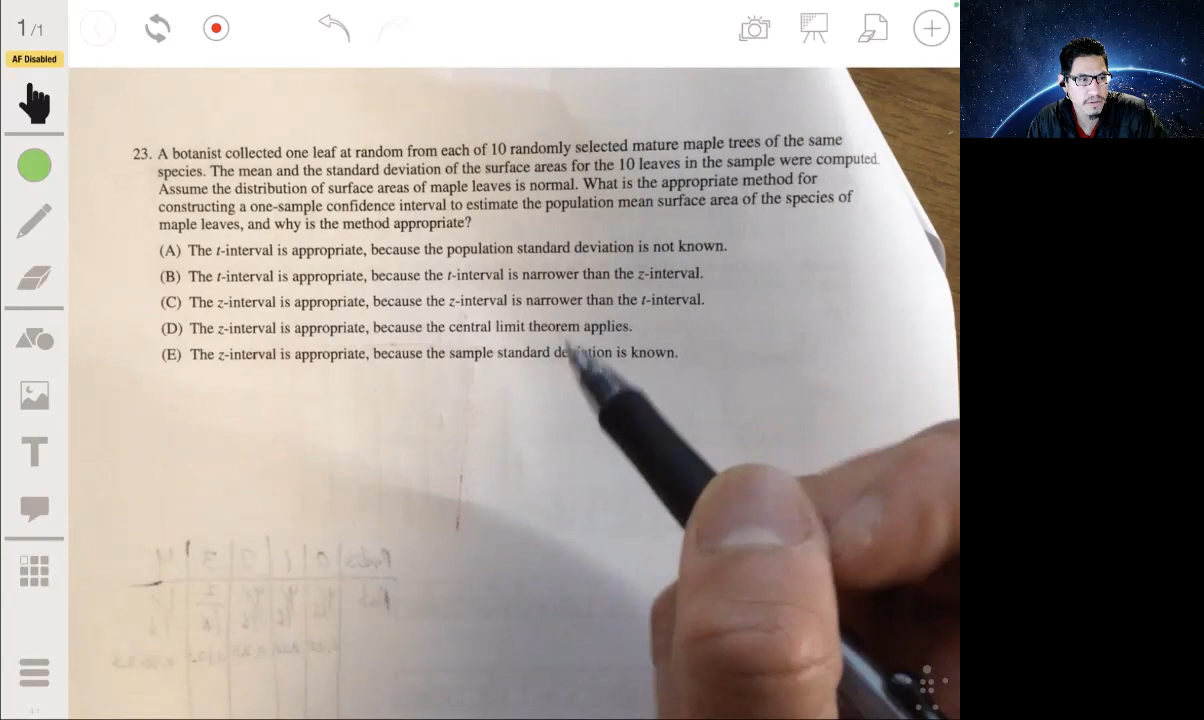 1/1
AF Disabled
T
23. A botanist collected one leaf at random from each of 10 randomly selected mature maple trees of the same
species. The mean and the standard deviation of the surface areas for the 10 leaves in the sample were computed.
Assume the distribution of surface areas of maple leaves is normal. What is the appropriate method for
constructing a one-sample confidence interval to estimate the population mean surface area of the species of
maple leaves, and why is the method appropriate?
(A) The t-interval is appropriate, because the population standard deviation is not known.
(B) The t-interval is appropriate, because the t-interval is narrower than the z-interval.
(C) The z-interval is appropriate, because the z-interval is narrower than the t-interval.
(D) The z-interval is appropriate, because the central limit theorem applies.
(E) The z-interval is appropriate, because the sample standard deviation is known.